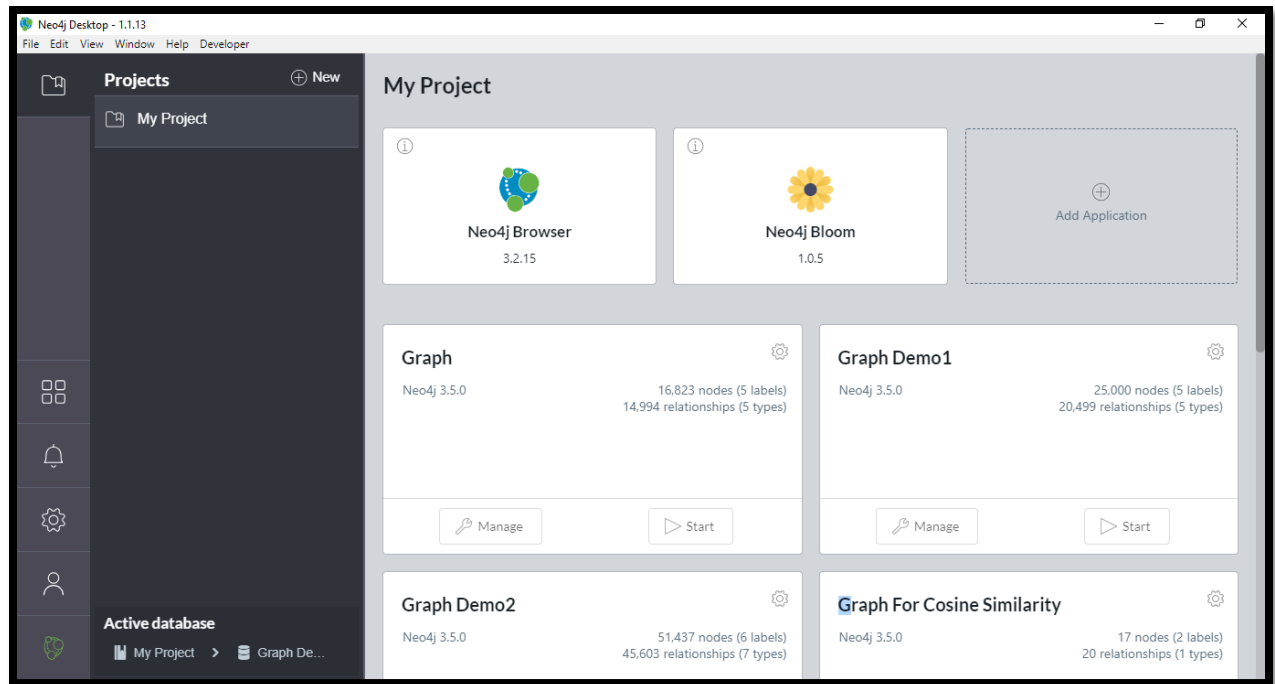 Neo4j Desktop - 1.1.13
File Edit View Window Help Developer
Projects
New
My Project
Active database
My Project > Graph De...
My Project
Neo4j Browser
3.2.15
Neo4j Bloom
1.0.5
Add Application
Graph
Neo4j 3.5.0
16,823 nodes (5 labels)
14,994 relationships (5 types)
Manage
Start
Graph Demo1
Neo4j 3.5.0
25,000 nodes (5 labels)
20,499 relationships (5 types)
Manage
Start
Graph Demo2
Neo4j 3.5.0
51,437 nodes (6 labels)
45,603 relationships (7 types)
Graph For Cosine Similarity
Neo4j 3.5.0
17 nodes (2 labels)
20 relationships (1 types)